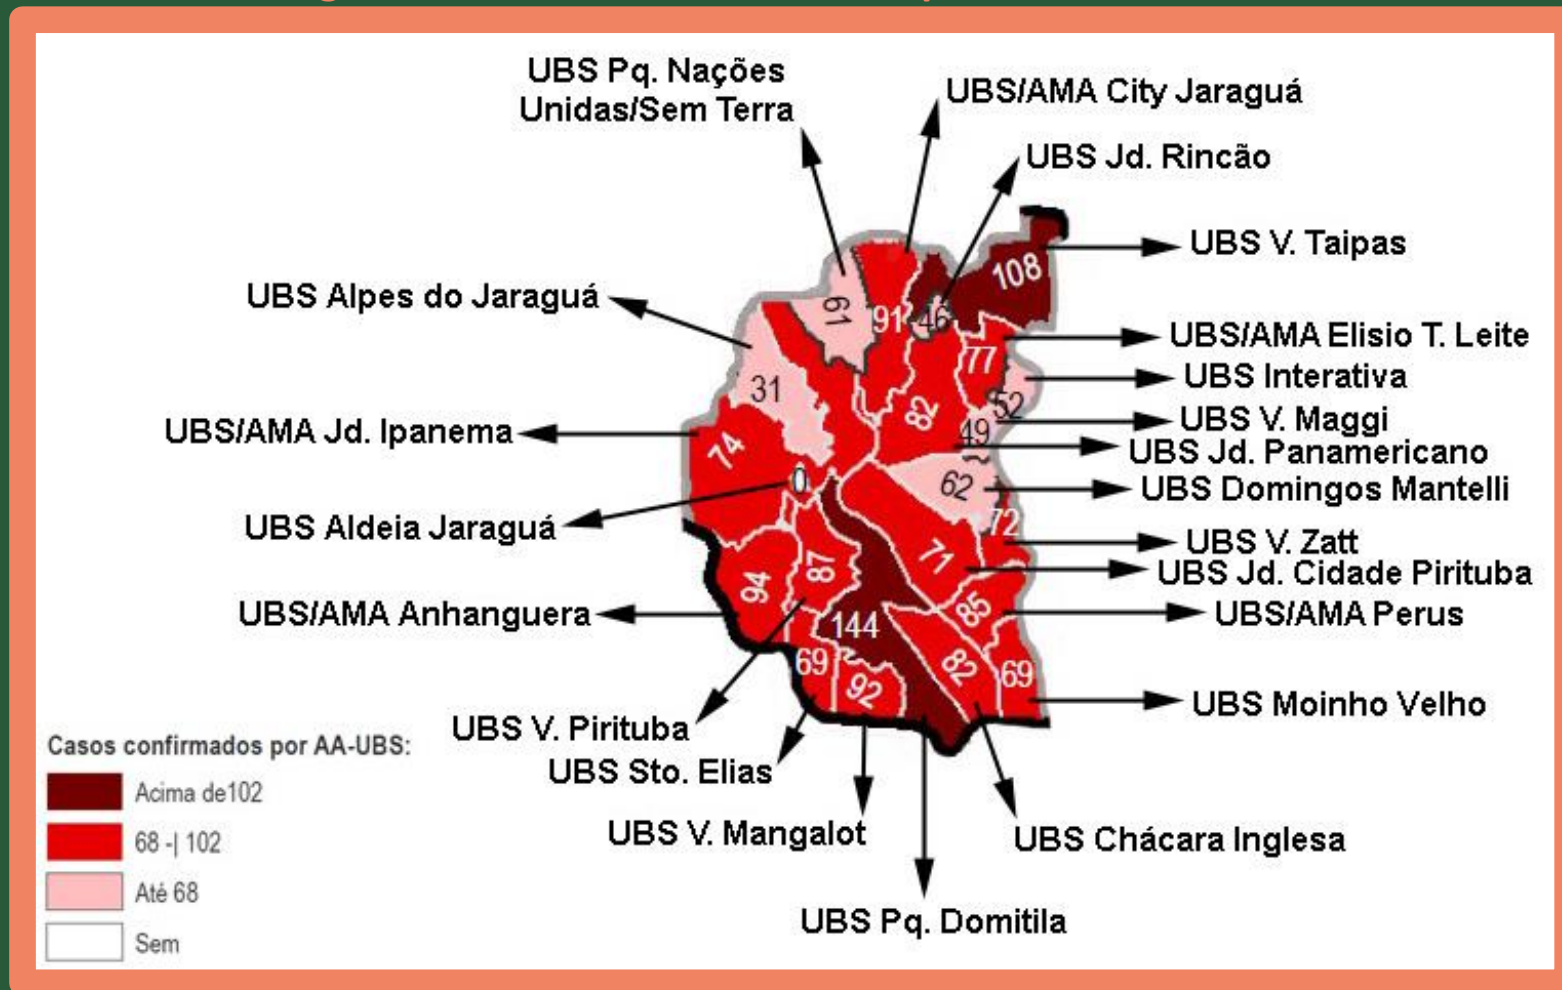 UBS Pq. Nações
Unidas/Sem Terra
UBS/AMA City Jaraguá
UBS Jd. Rincão
UBS V. Taipas
UBS Alpes do Jaraguá
UBS/AMA Elisio T. Leite
UBS Interativa
UBS V. Maggi
UBS/AMA Jd. Ipanema
UBS Jd. Panamericano
UBS Domingos Mantelli
UBS Aldeia Jaraguá
UBS V. Zatt
UBS Jd. Cidade Pirituba
UBS/AMA Anhanguera
UBS/AMA Perus
UBS Moinho Velho
UBS V. Pirituba
UBS Sto. Elias
UBS V. Mangalot
UBS Chácara Inglesa
UBS Pq. Domitila
108
61
91
46
77
31
82
52
49
74
0
62
72
87
71
94
85
144
69
92
82
69
Casos confirmados por AA-UBS:
Acima de102
68 -| 102
Até 68
Sem